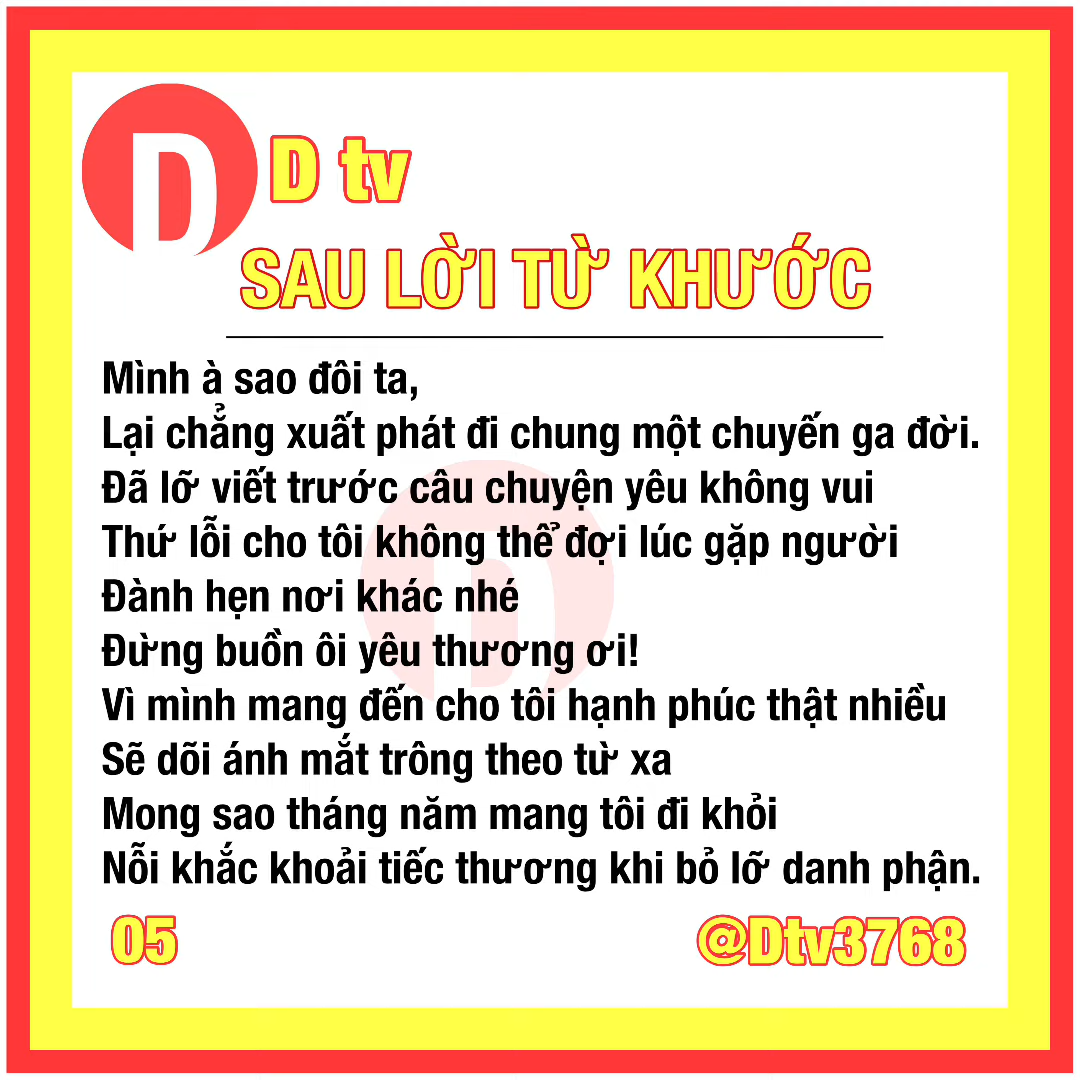 D
D tv
SAU LỜI TỪ KHƯỚC
Mình à sao đôi ta,
Lại chẳng xuất phát đi chung một chuyến ga đời.
Đã lỡ viết trước câu chuyện yêu không vui
Thứ lỗi cho tôi không thể đợi lúc gặp người
Đành hẹn nơi khác nhé
Đừng buồn ôi yêu thương ơi!
Vì mình mang đến cho tôi hạnh phúc thật nhiều
Sẽ dõi ánh mắt trông theo từ xa
Mong sao tháng năm mang tôi đi khỏi
Nỗi khắc khoải tiếc thương khi bỏ lỡ danh phận.
D
05
@Dtv3768